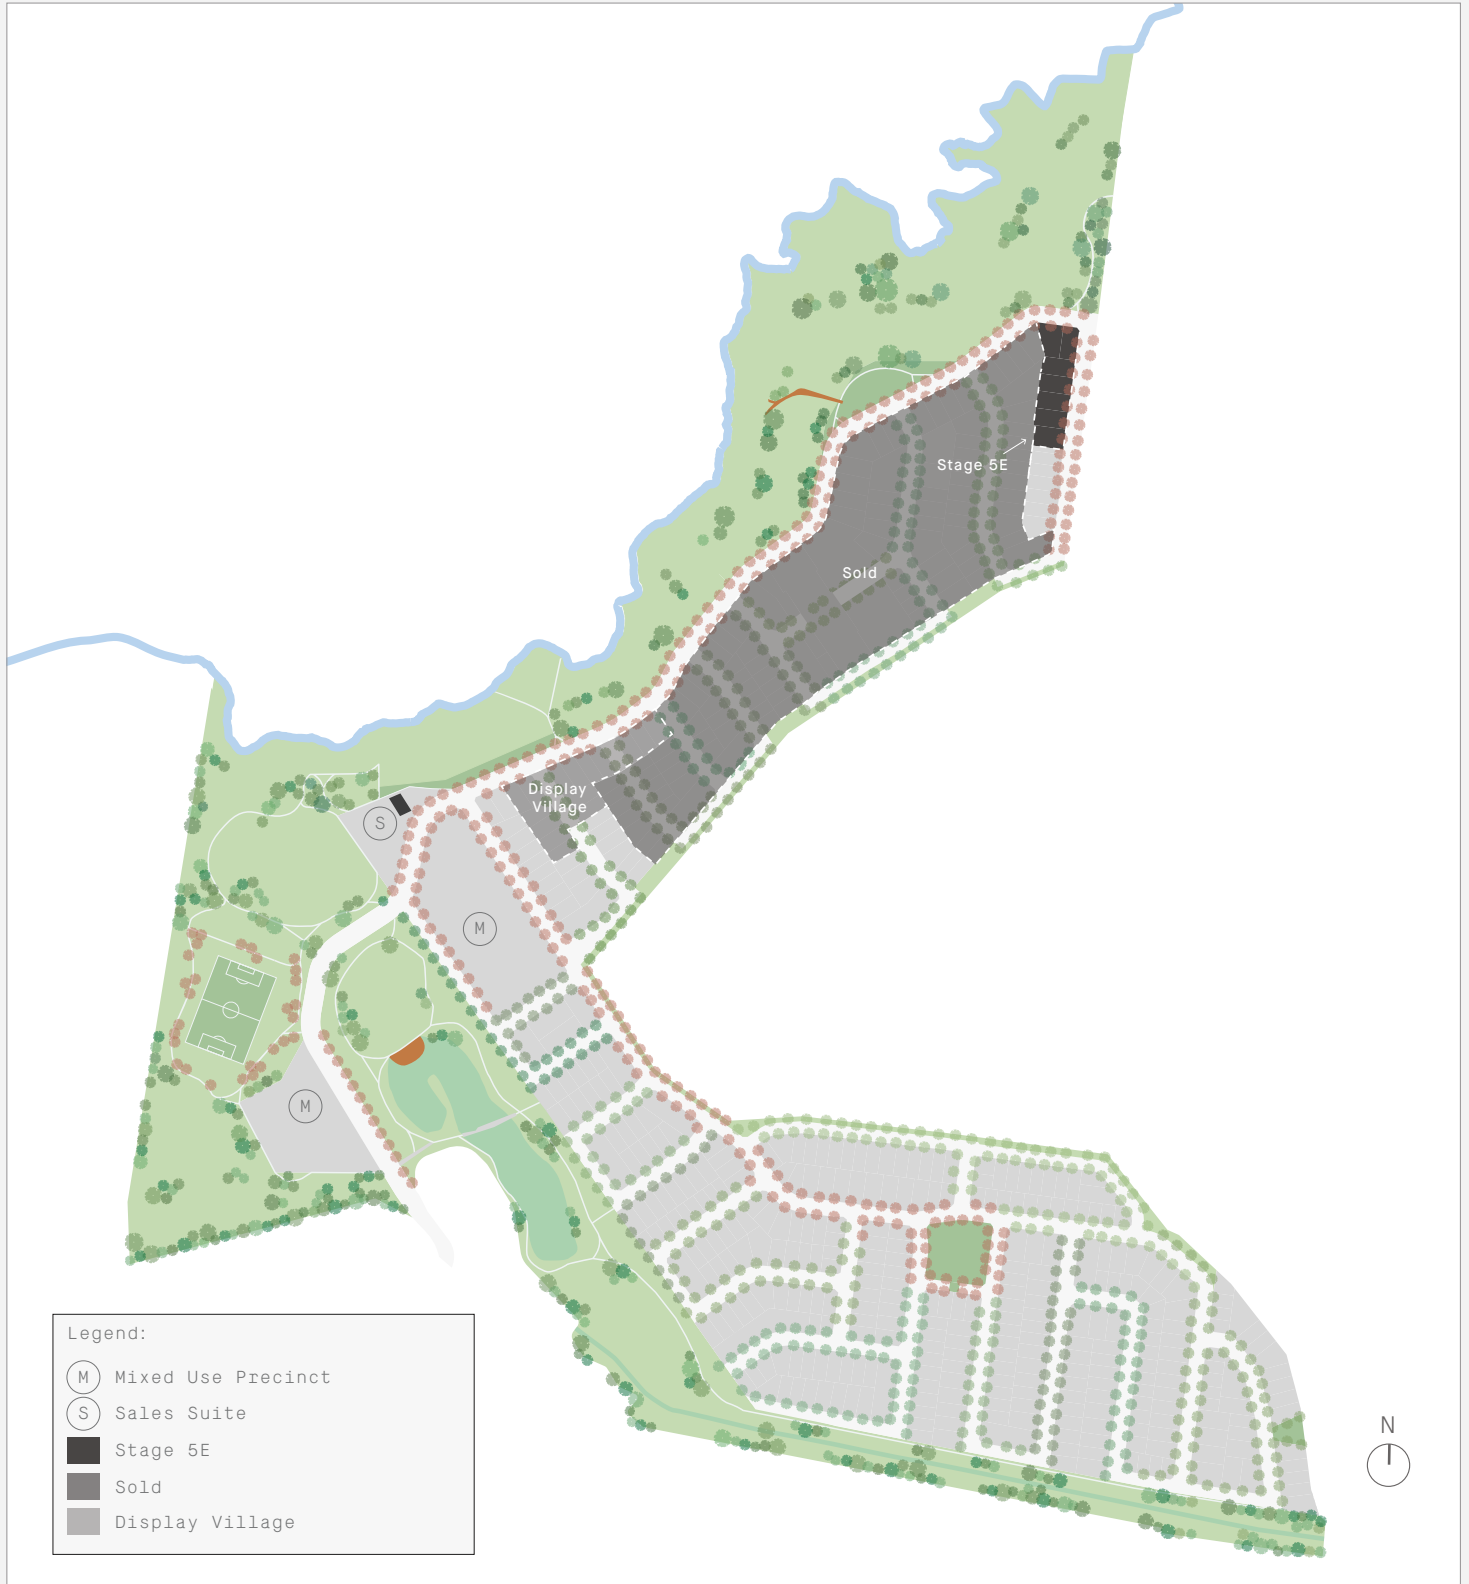 Stage 5E
Sold
Display
Village
S
M
M
Legend:
M Mixed Use Precinct
S Sales Suite
Stage 5E
Sold
Display Village
N